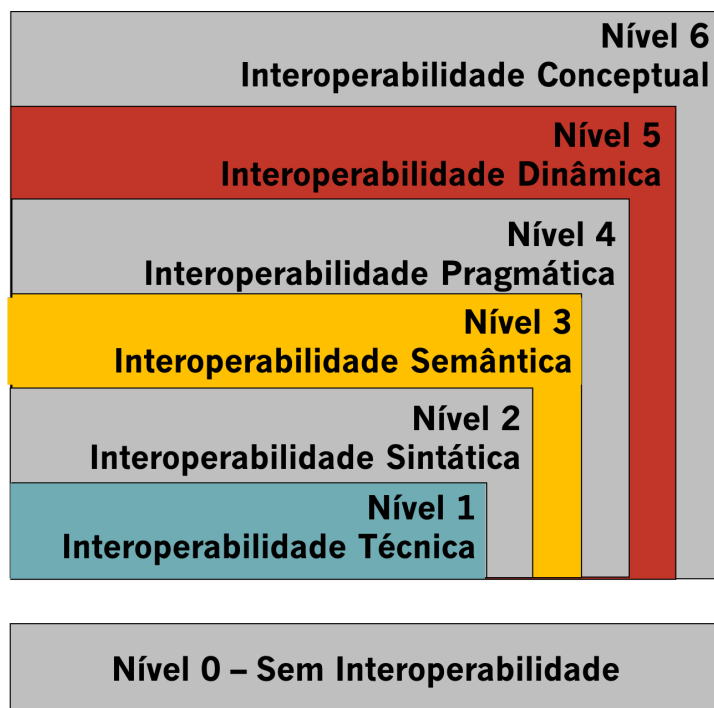 Nível 6
Interoperabilidade Conceptual
Nível 5
Interoperabilidade Dinâmica
Nível 4
Interoperabilidade Pragmática
Nível 3
Interoperabilidade Semântica
Nível 2
Interoperabilidade Sintática
Nível 1
Interoperabilidade Técnica
Nível 0 – Sem Interoperabilidade